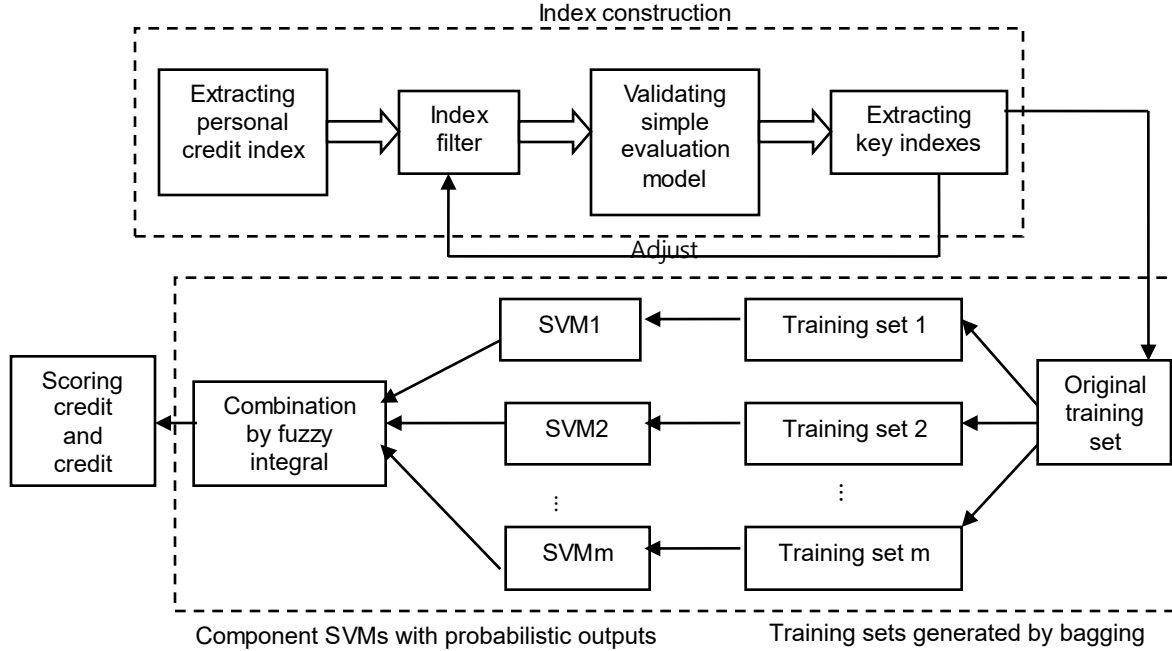 Index construction
Extracting
personal
credit index
Index
filter
Validating
simple
evaluation
model
Extracting
key indexes
Adjust
SVM1
Training set 1
Scoring
credit
and
credit
Combination
by fuzzy
integral
SVM2
Training set 2
Original
training
set
...
...
SVMm
Training set m
Component SVMs with probabilistic outputs
Training sets generated by bagging